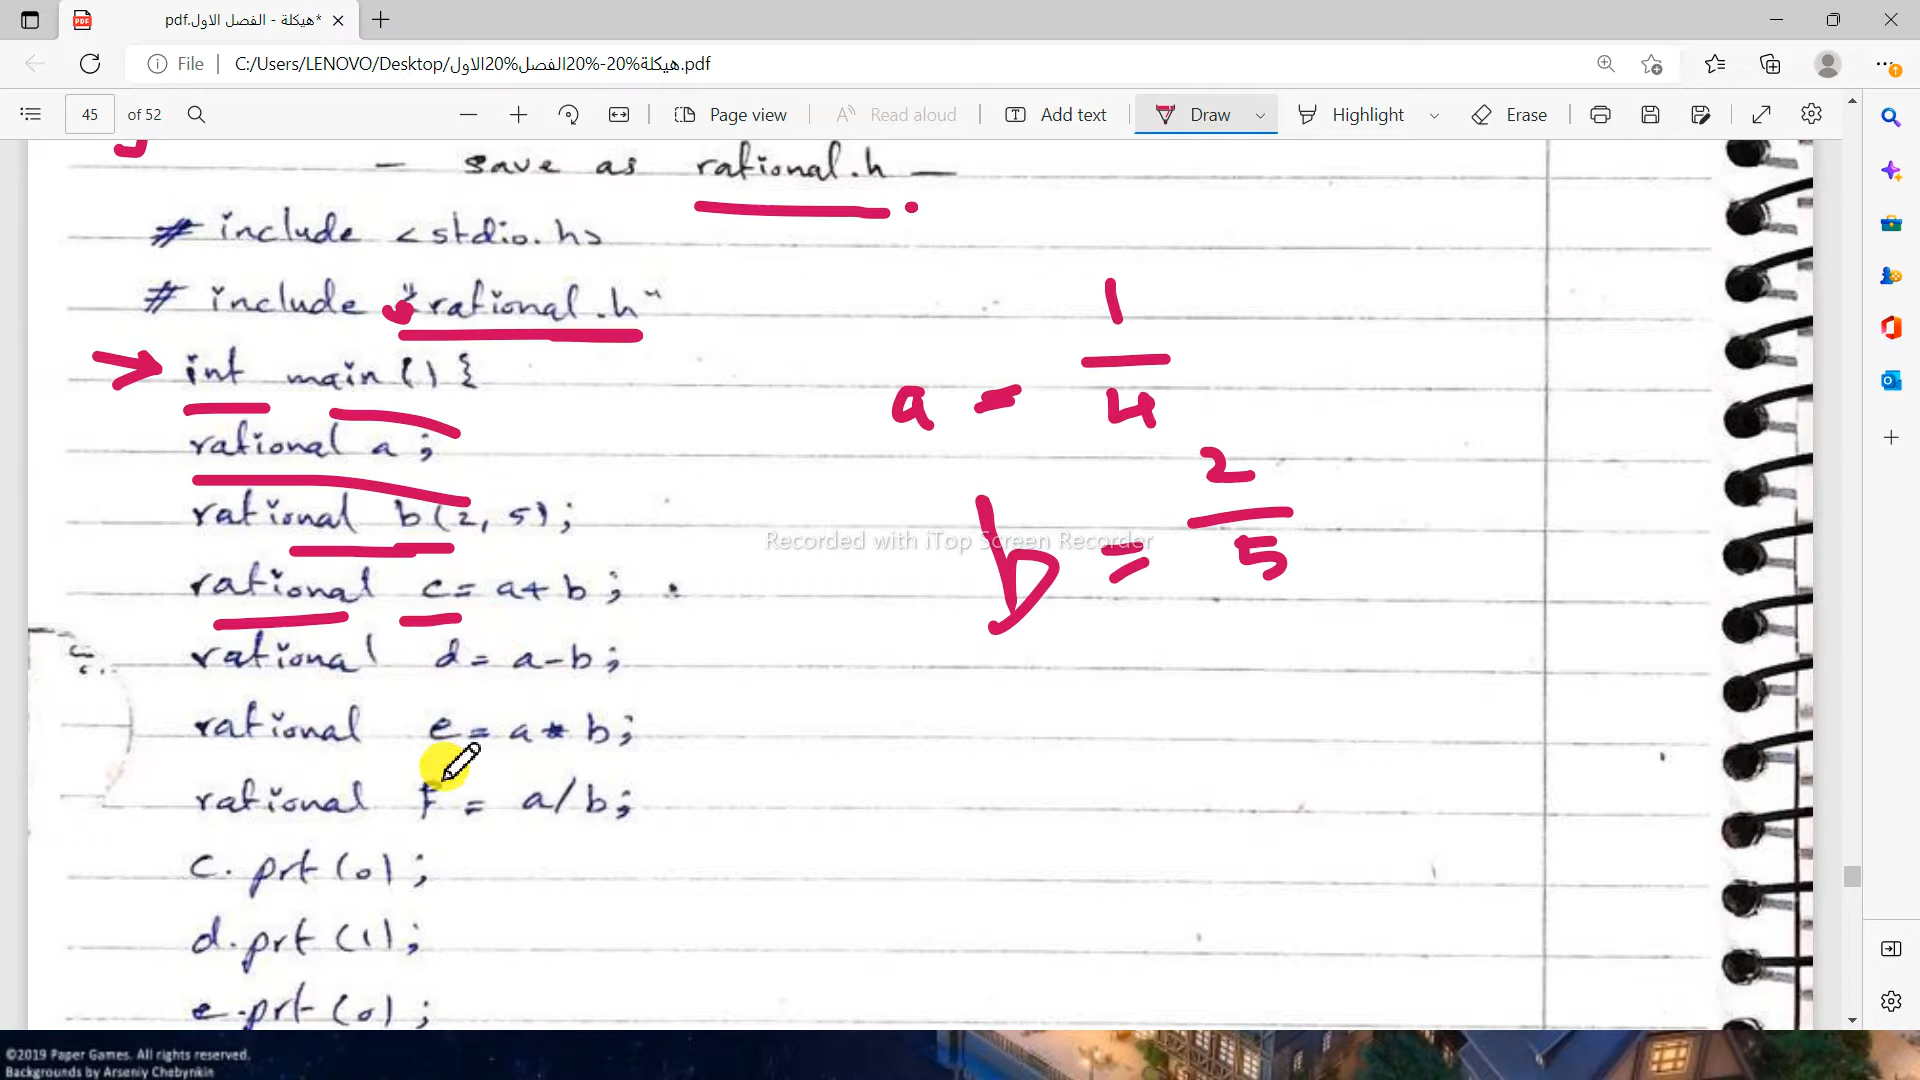 هيكلة - الفصل الاول.pdf*
File C:/Users/LENOVO/Desktop/هيكلة%20-%20الفصل%20الاول.pdf
45 of 52 Page view Read aloud Add text Draw Highlight Erase
— save as rational.h —
# include <stdio.h>
# include "rational.h"
int main() {
rational a;
rational b(2,5);
rational c= a+b;
rational d= a-b;
rational e= a*b;
rational F= a/b;
c.prt(0);
d.prt(1);
e.prt(0);
a = 1/4
b = 2/5
Recorded with iTop Screen Recorder
©2019 Paper Games. All rights reserved.
Backgrounds by Arseniy Chebynkin